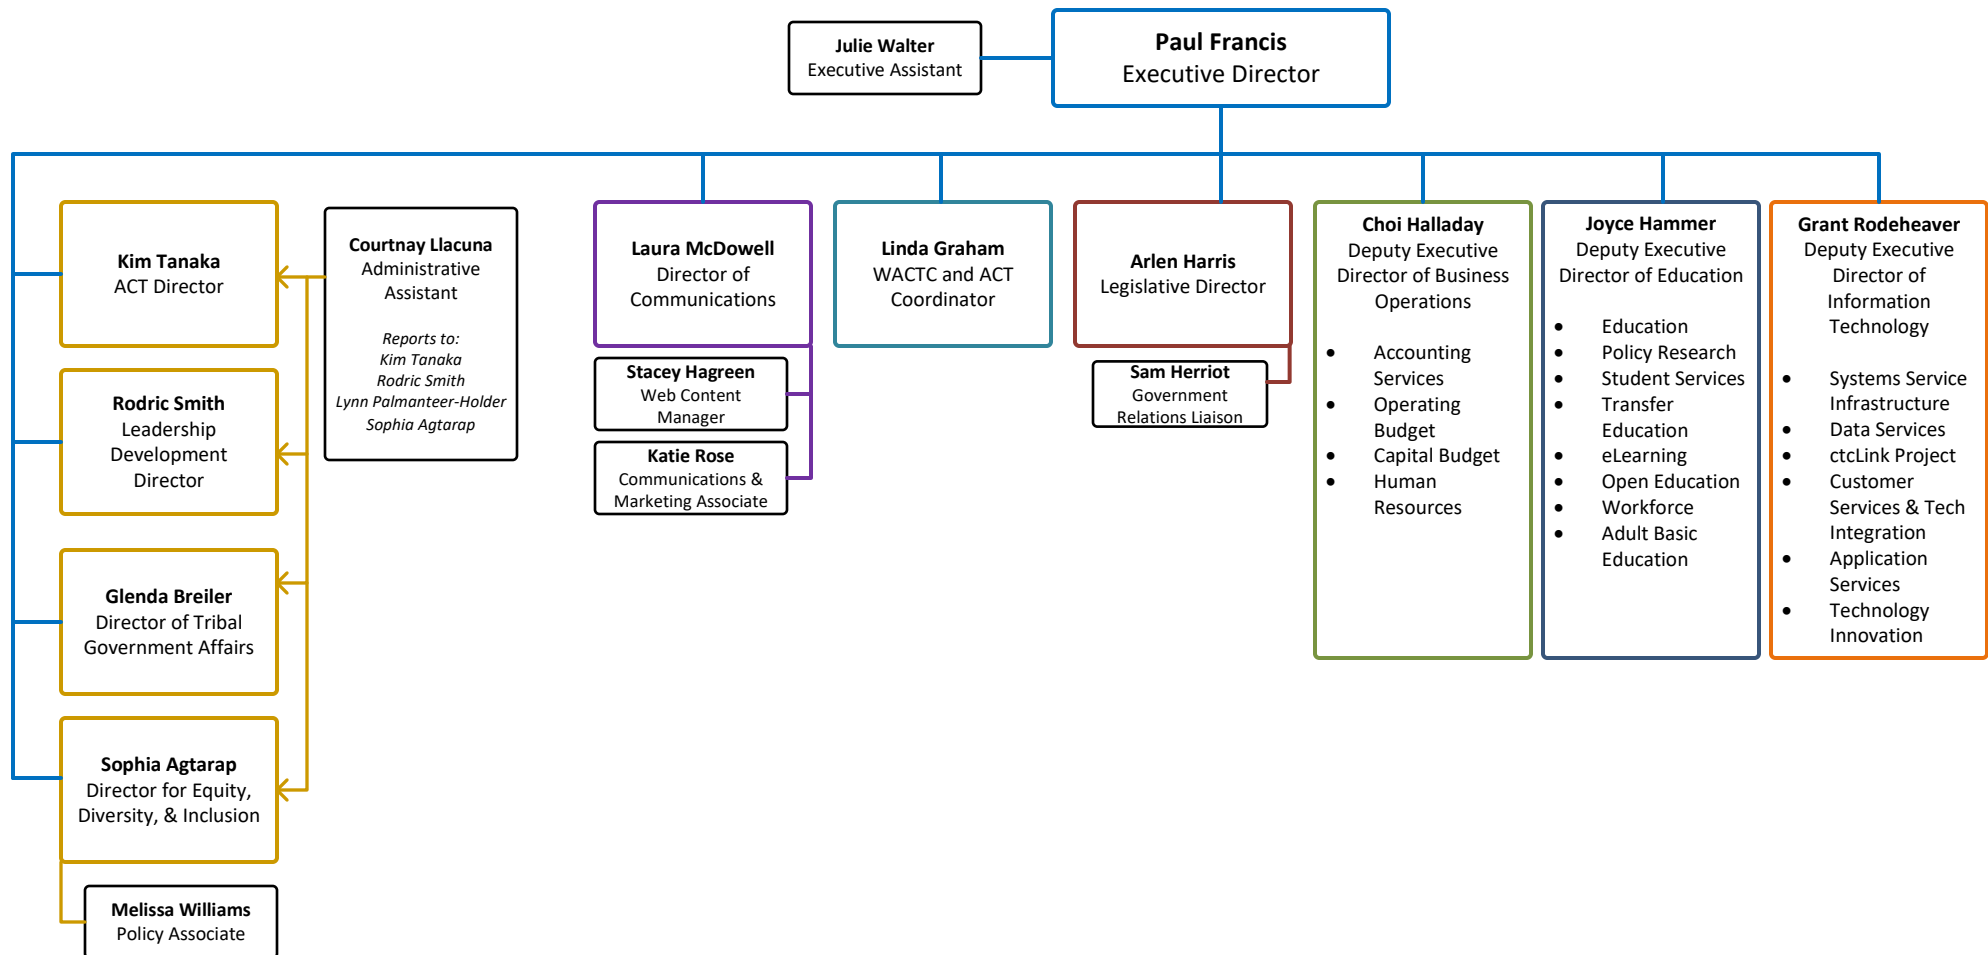 Julie Walter
Executive Assistant
Paul Francis
Executive Director
Kim Tanaka
ACT Director
Courtnay Llacuna
Administrative
Assistant
Reports to:
Kim Tanaka
Rodric Smith
Lynn Palmanteer-Holder
Sophia Agtarap
Rodric Smith
Leadership
Development
Director
Glenda Breiler
Director of Tribal
Government Affairs
Sophia Agtarap
Director for Equity,
Diversity, & Inclusion
Melissa Williams
Policy Associate
Laura McDowell
Director of
Communications
Stacey Hagreen
Web Content
Manager
Katie Rose
Communications &
Marketing Associate
Linda Graham
WACTC and ACT
Coordinator
Arlen Harris
Legislative Director
Sam Herriot
Government
Relations Liaison
Choi Halladay
Deputy Executive
Director of Business
Operations
• Accounting
Services
• Operating
Budget
• Capital Budget
• Human
Resources
Joyce Hammer
Deputy Executive
Director of Education
• Education
• Policy Research
• Student Services
• Transfer
Education
• eLearning
• Open Education
• Workforce
• Adult Basic
Education
Grant Rodeheaver
Deputy Executive
Director of
Information
Technology
• Systems Service
Infrastructure
• Data Services
• ctcLink Project
• Customer
Services & Tech
Integration
• Application
Services
• Technology
Innovation